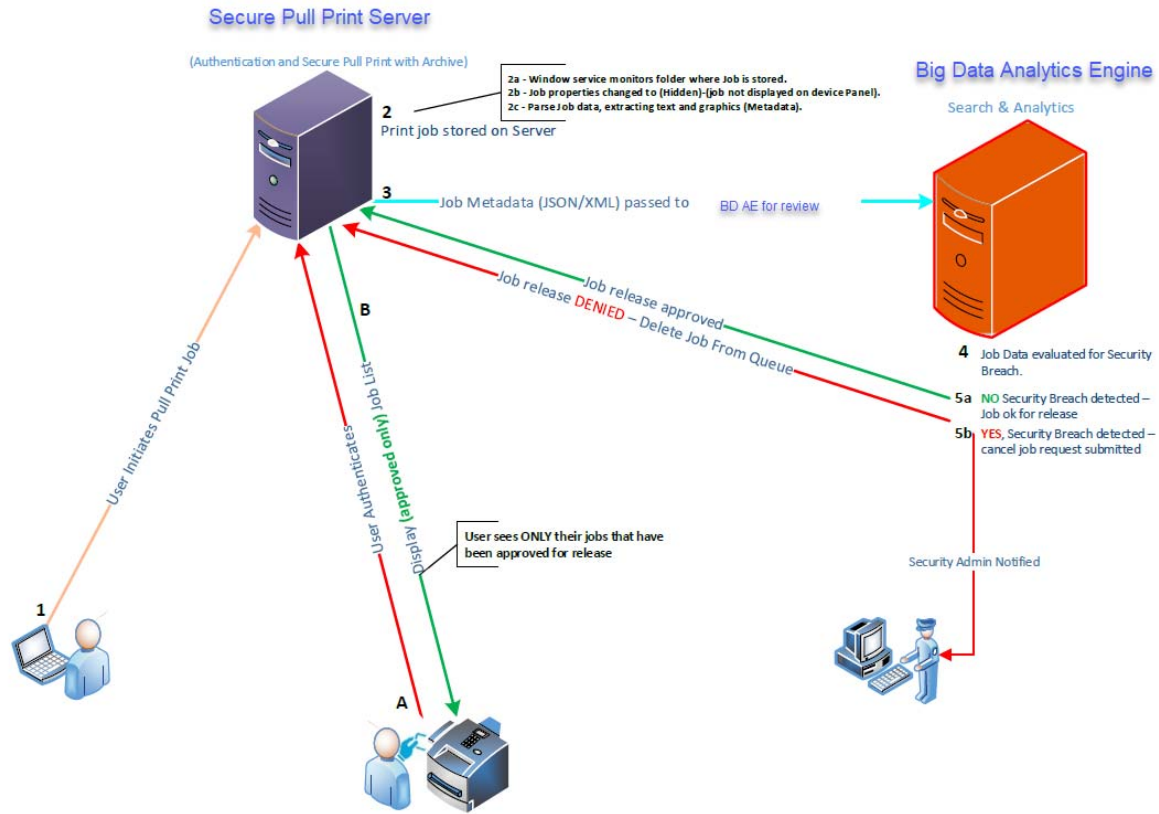 Secure Pull Print Server
(Authentication and Secure Pull Print with Archive)
2a - Window service monitors folder where Job is stored.
2b - Job properties changed to (Hidden)-(job not displayed on device Panel).
2c - Parse Job data, extracting text and graphics (Metadata).
Big Data Analytics Engine
Search & Analytics
2
Print job stored on Server
3
Job Metadata (JSON/XML) passed to
BD AE for review
Job release approved
Job release DENIED – Delete Job From Queue
B
4 Job Data evaluated for Security
Breach.
5a NO Security Breach detected –
Job ok for release
5b YES, Security Breach detected –
cancel job request submitted
User Initiates Pull Print Job
User Authenticates
Display (approved only) Job List
User sees ONLY their jobs that have
been approved for release
Security Admin Notified
1
A